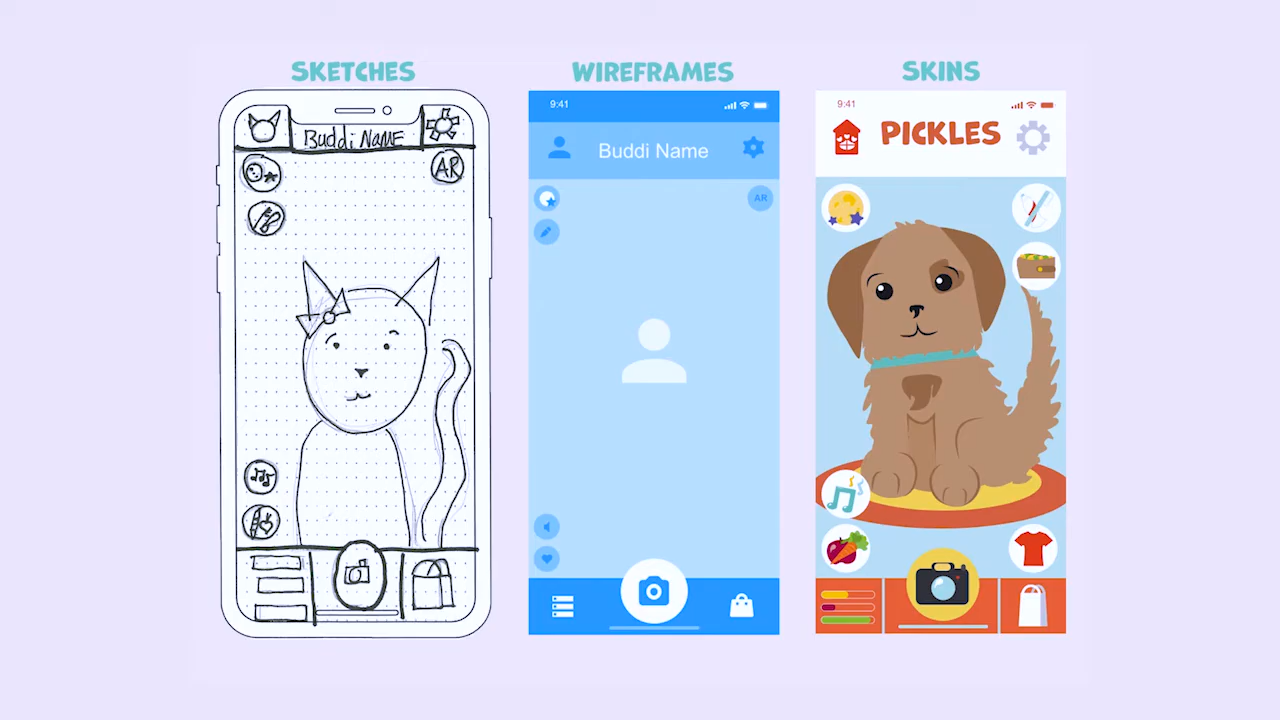 SKETCHES
WIREFRAMES
SKINS
Buddi NAME
AR
9:41
Buddi Name
AR
9:41
PICKLES